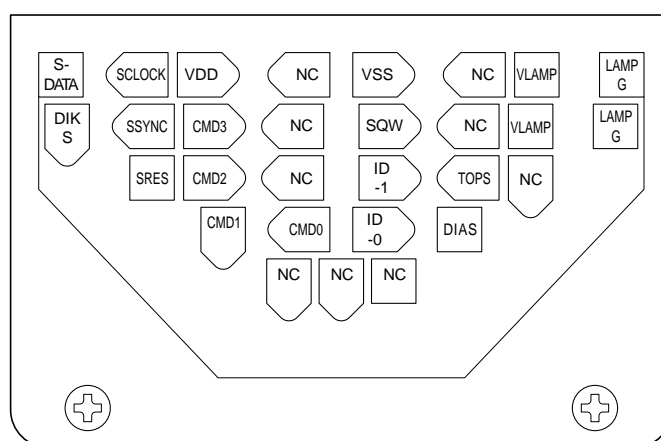 S-
DATA
SCLOCK
VDD
NC
VSS
NC
VLAMP
LAMP
G
DIK
S
SSYNC
CMD3
NC
SQW
NC
VLAMP
LAMP
G
SRES
CMD2
NC
ID
-1
TOPS
NC
CMD1
CMD0
ID
-0
DIAS
NC
NC
NC